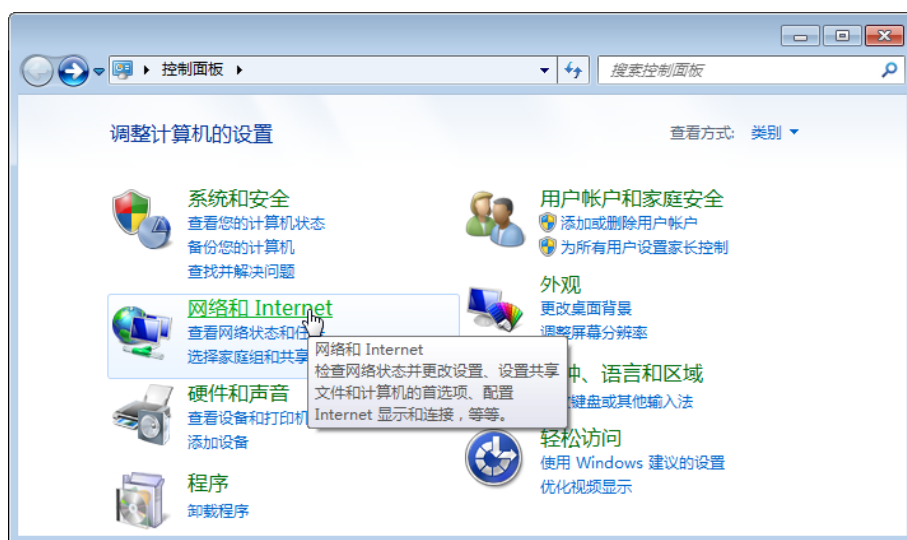 控制面板
搜索控制面板
调整计算机的设置
查看方式: 类别
系统和安全
查看您的计算机状态
备份您的计算机
查找并解决问题
网络和 Internet
查看网络状态和任
选择家庭组和共享
网络和 Internet
检查网络状态并更改设置、设置共享
文件和计算机的首选项、配置
Internet 显示和连接，等等。
硬件和声音
查看设备和打印机
添加设备
程序
卸载程序
用户帐户和家庭安全
添加或删除用户帐户
为所有用户设置家长控制
外观
更改桌面背景
调整屏幕分辨率
钟、语言和区域
键盘或其他输入法
轻松访问
使用 Windows 建议的设置
优化视频显示